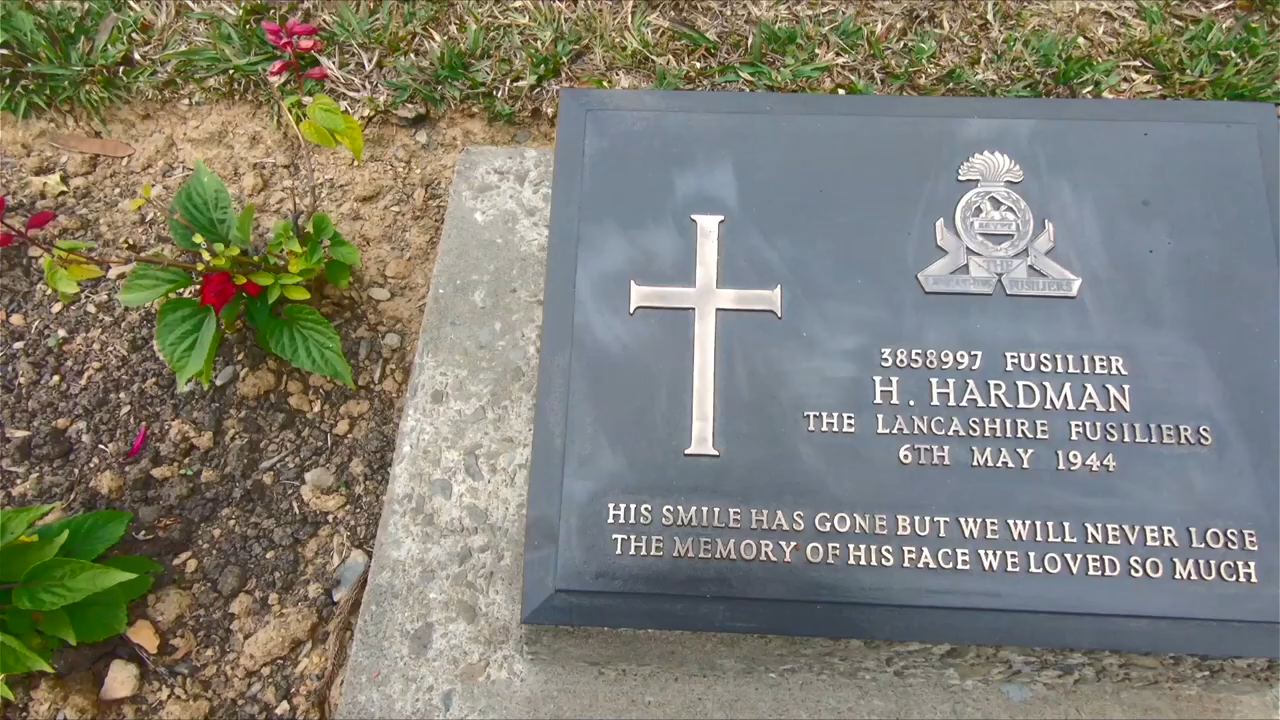 EGYPT
THE
LANCASHIRE FUSILIERS
3858997 FUSILIER
H. HARDMAN
THE LANCASHIRE FUSILIERS
6TH MAY 1944
HIS SMILE HAS GONE BUT WE WILL NEVER LOSE
THE MEMORY OF HIS FACE WE LOVED SO MUCH